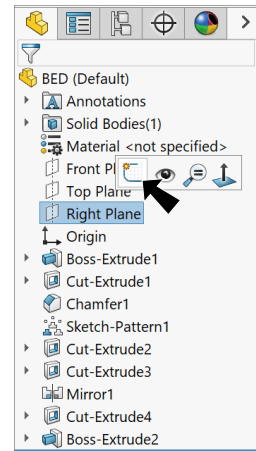 BED (Default)
Annotations
Solid Bodies(1)
Material <not specified>
Front Pl
Top Plane
Right Plane
Origin
Boss-Extrude1
Cut-Extrude1
Chamfer1
Sketch-Pattern1
Cut-Extrude2
Cut-Extrude3
Mirror1
Cut-Extrude4
Boss-Extrude2